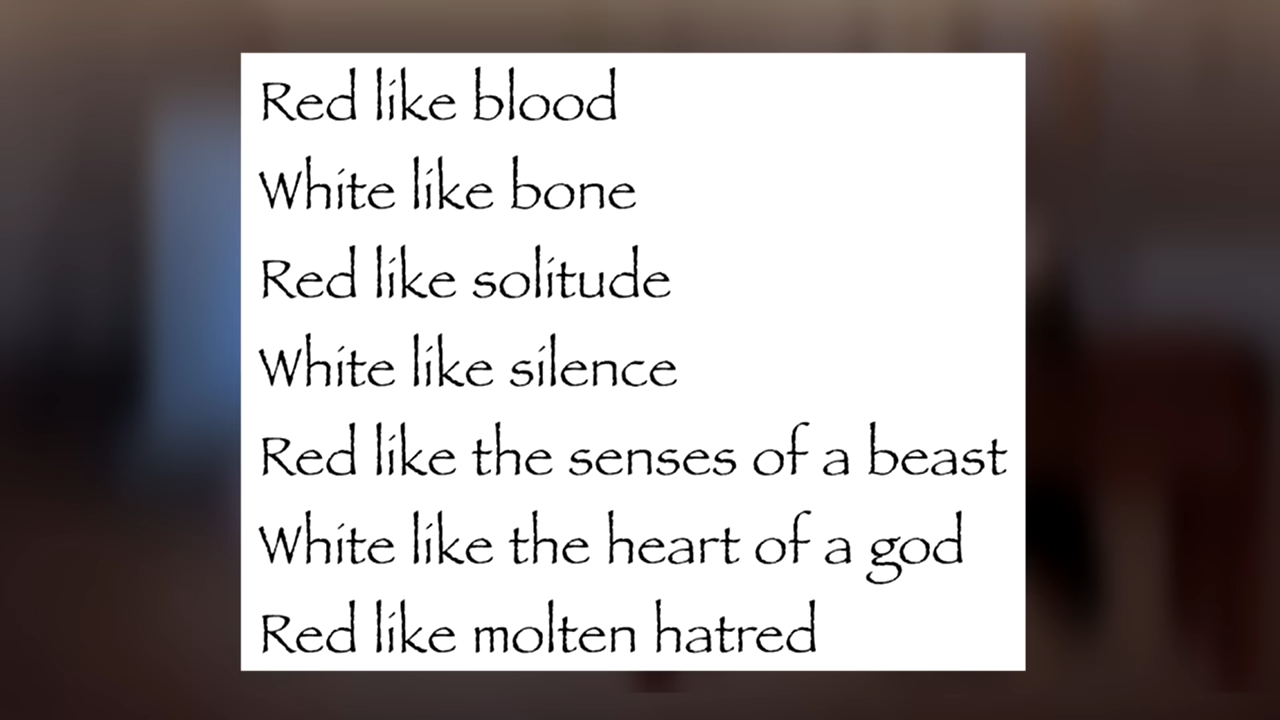 Red like blood
White like bone
Red like solitude
White like silence
Red like the senses of a beast
White like the heart of a god
Red like molten hatred